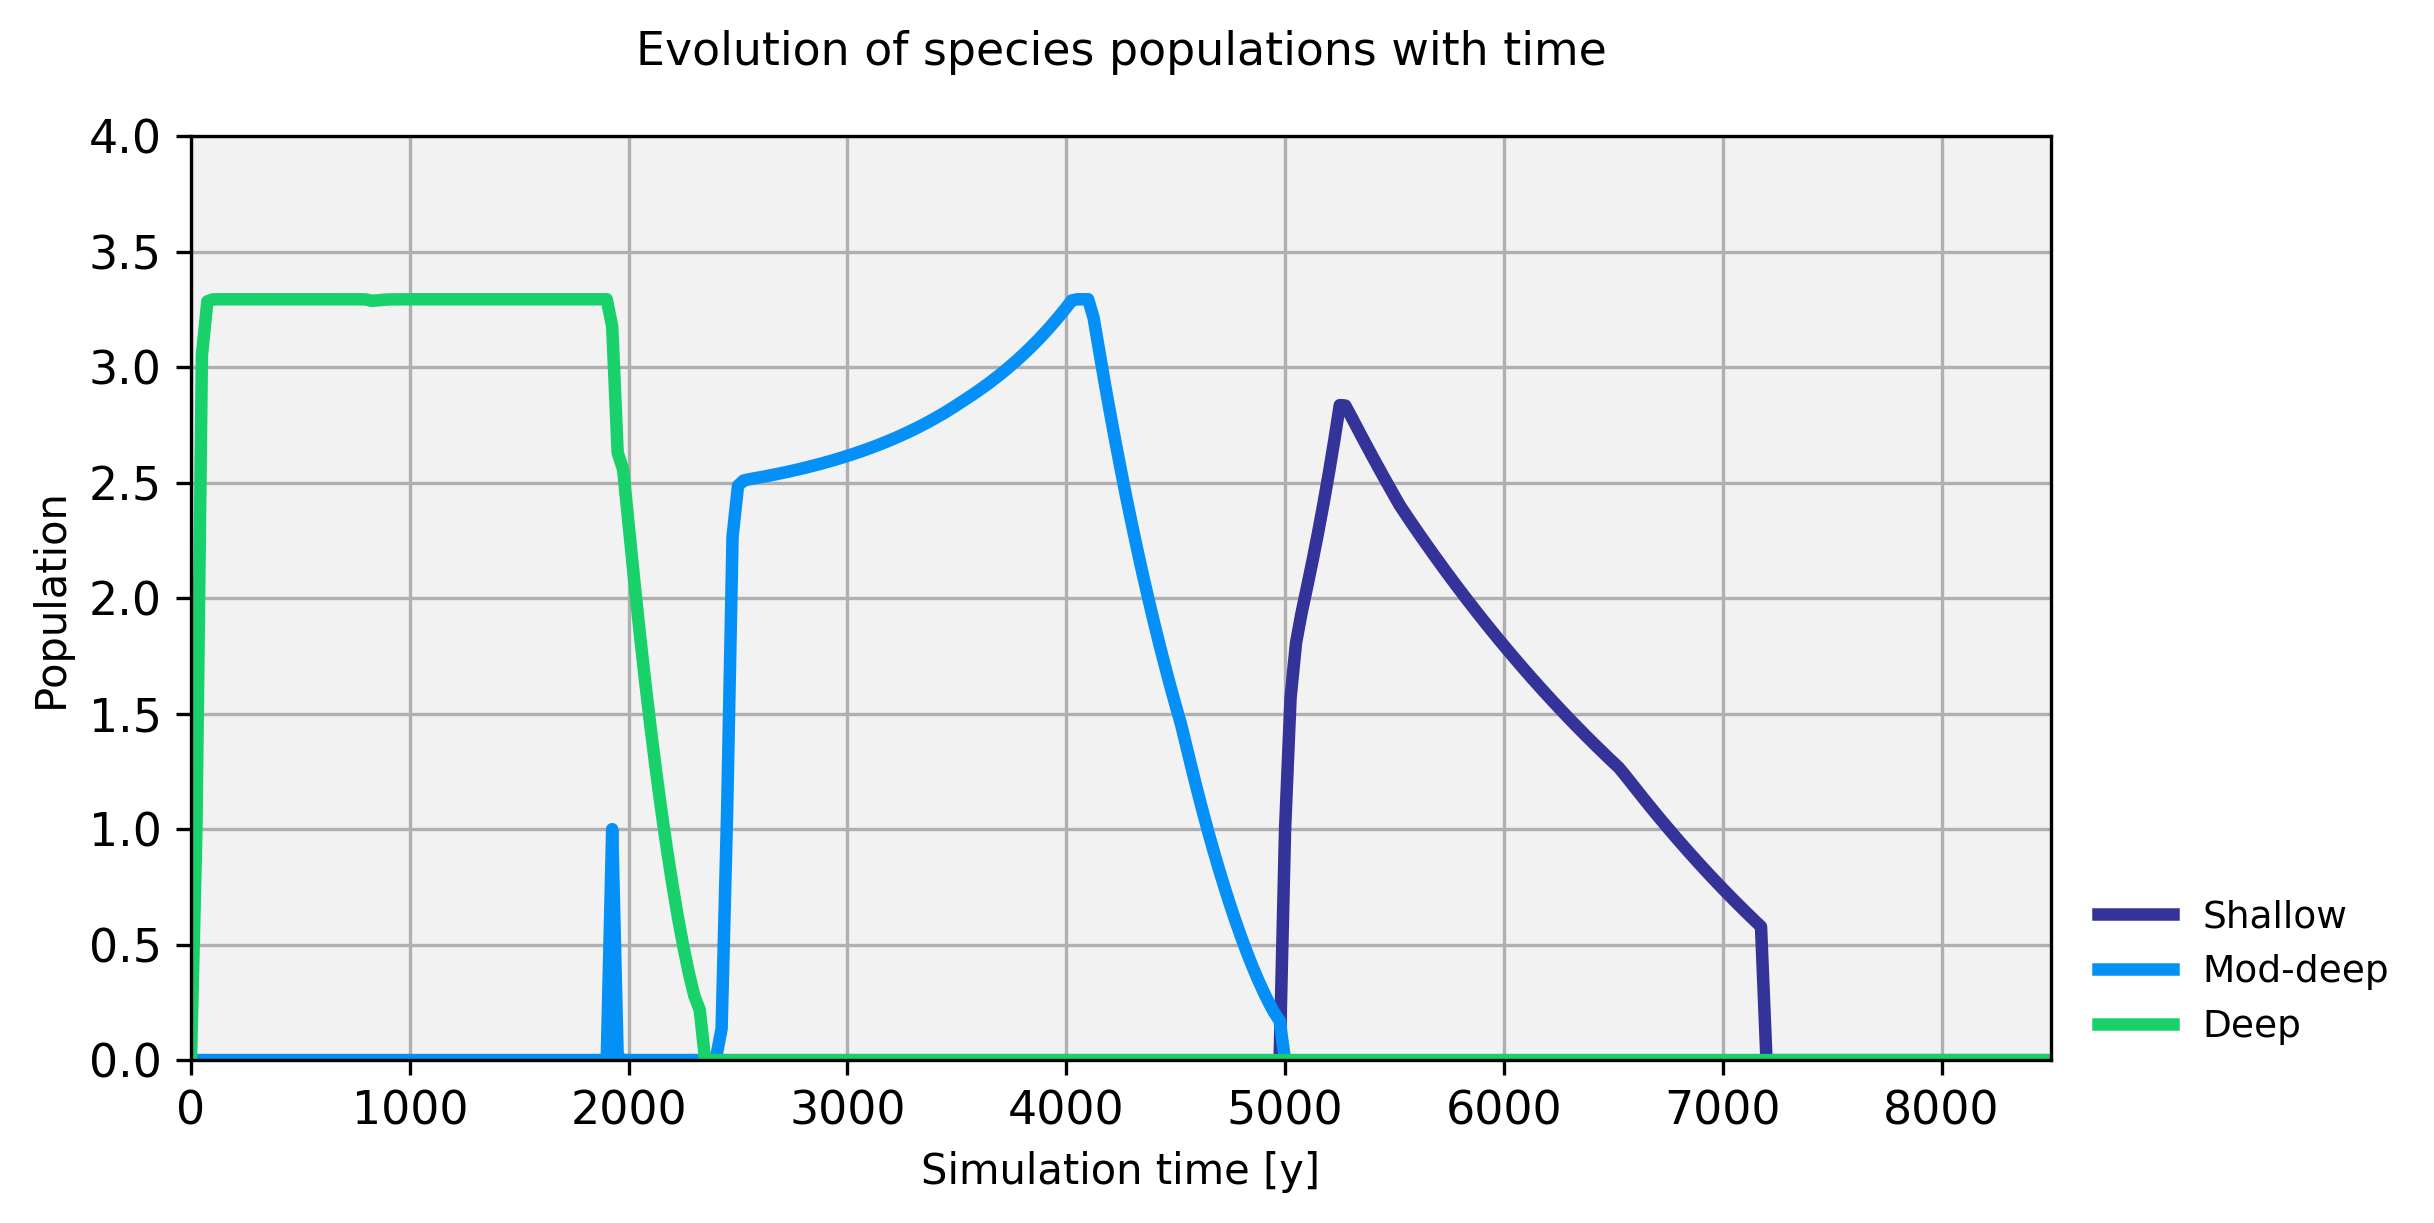 Evolution of species populations with time
4.0
3.5
3.0
2.5
2.0
1.5
1.0
0.5
0.0
Population
0 1000 2000 3000 4000 5000 6000 7000 8000
Simulation time [y]
Shallow
Mod-deep
Deep